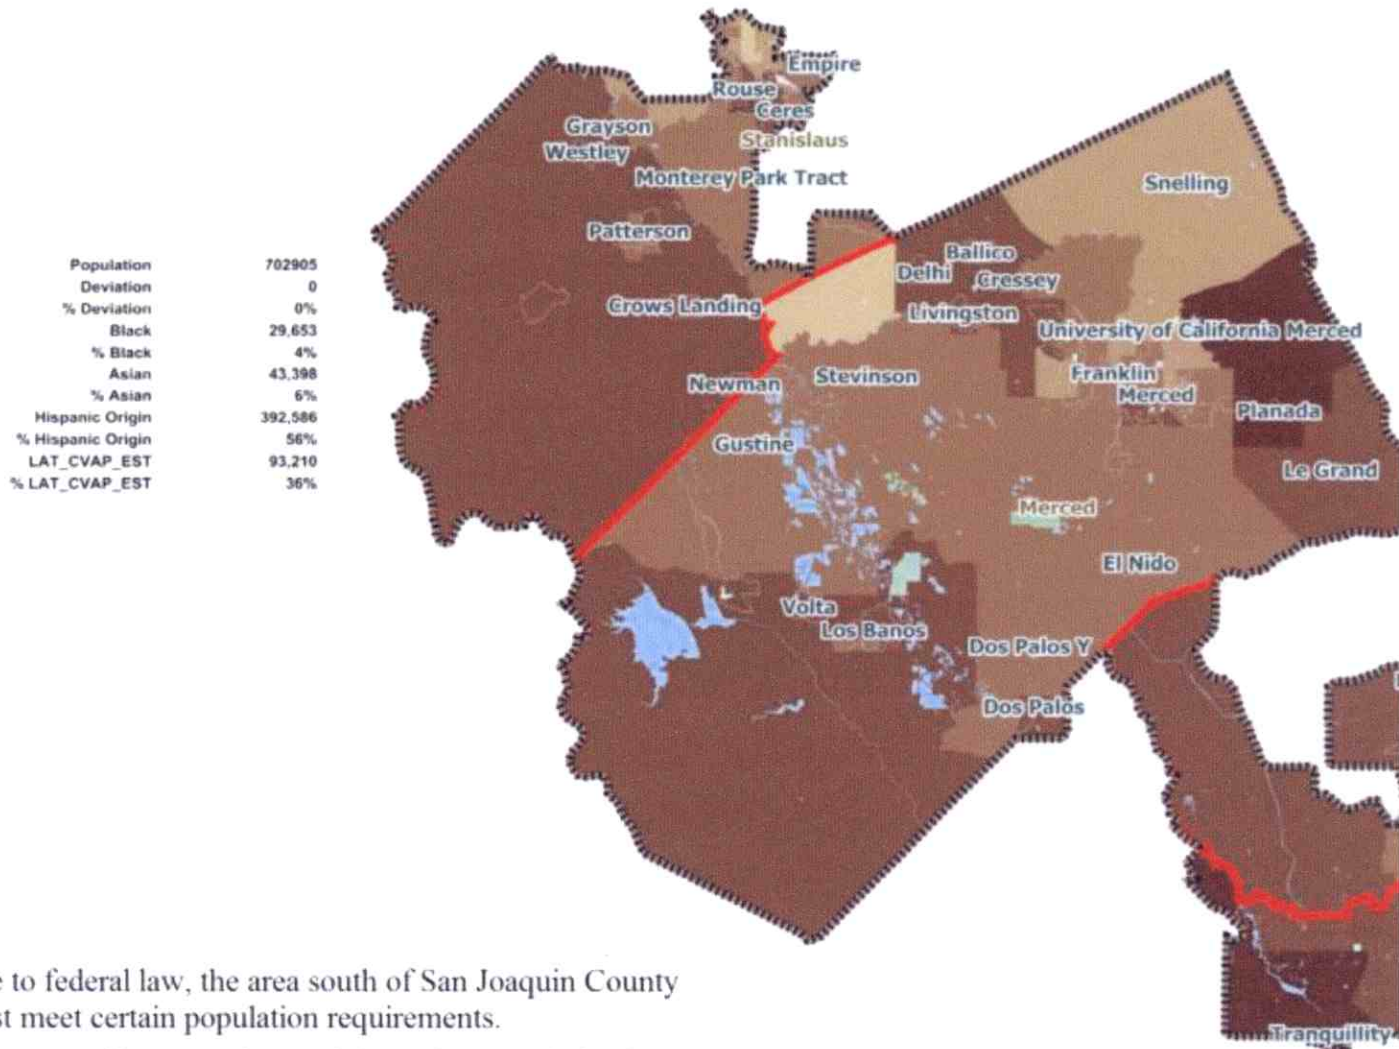 Empire
Rouse
Ceres
Grayson
Stanislaus
Westley
Monterey Park Tract
Snelling
Patterson
Ballico
Delhi
Cressey
Crows Landing
Livingston
University of California Merced
Franklin
Newman
Stevinson
Merced
Planada
Gustine
Le Grand
Merced
El Nido
Volta
Los Banos
Dos Palos Y
Dos Palos
Tranquillity
Population 702905
Deviation 0
% Deviation 0%
Black 29,653
% Black 4%
Asian 43,398
% Asian 6%
Hispanic Origin 392,586
% Hispanic Origin 56%
LAT_CVAP_EST 93,210
% LAT_CVAP_EST 36%
e to federal law, the area south of San Joaquin County
st meet certain population requirements.